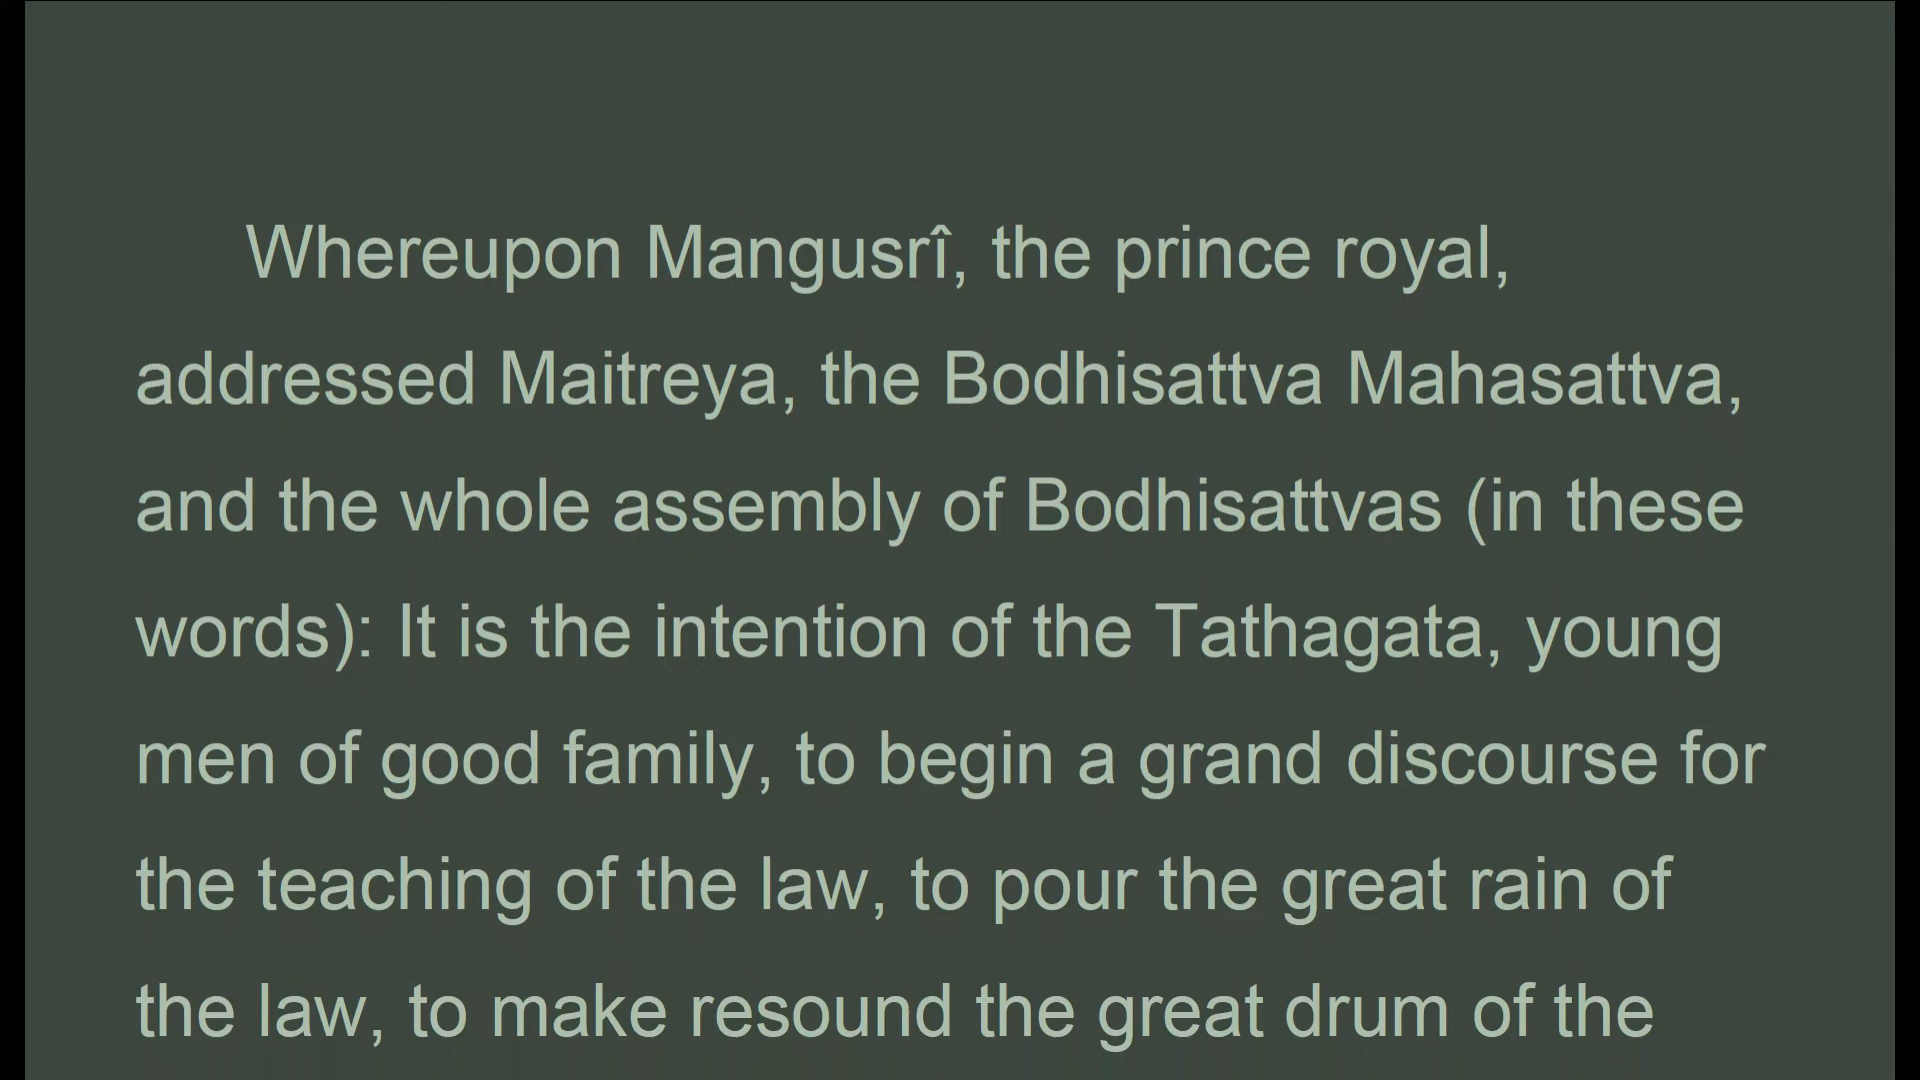 Whereupon Mangusrî, the prince royal,
addressed Maitreya, the Bodhisattva Mahasattva,
and the whole assembly of Bodhisattvas (in these
words): It is the intention of the Tathagata, young
men of good family, to begin a grand discourse for
the teaching of the law, to pour the great rain of
the law, to make resound the great drum of the